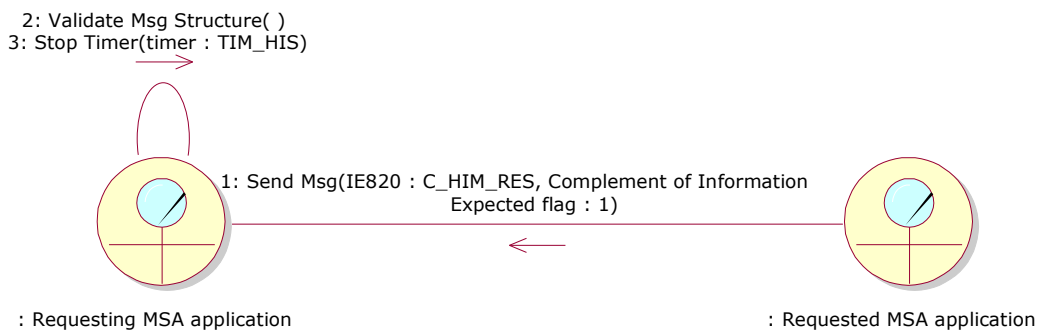 2: Validate Msg Structure( )
3: Stop Timer(timer : TIM_HIS)
1: Send Msg(IE820 : C_HIM_RES, Complement of Information
Expected flag : 1)
: Requesting MSA application
: Requested MSA application